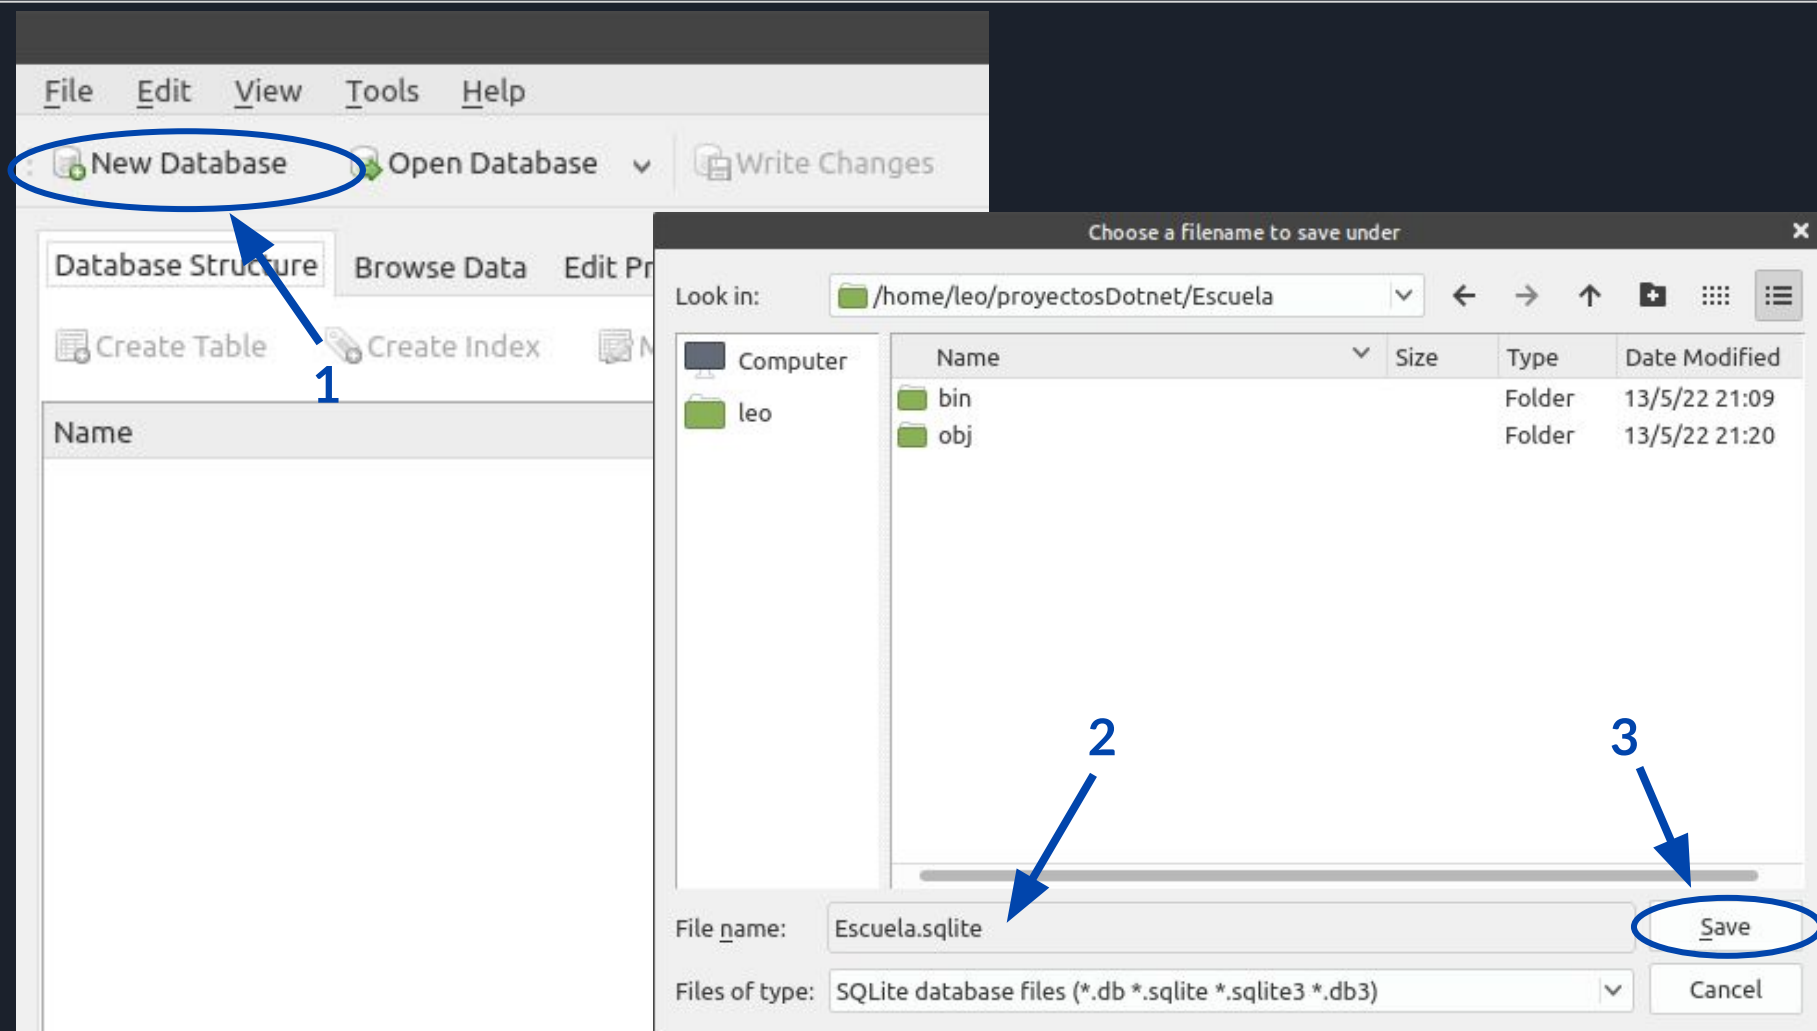 File Edit View Tools Help
New Database Open Database Write Changes
Database Structure Browse Data Edit Pr
Create Table Create Index M
1
Name
Choose a filename to save under
Look in: /home/leo/proyectosDotnet/Escuela
Computer
leo
Name Size Type Date Modified
bin Folder 13/5/22 21:09
obj Folder 13/5/22 21:20
2 3
File name: Escuela.sqlite Save
Files of type: SQLite database files (*.db *.sqlite *.sqlite3 *.db3) Cancel